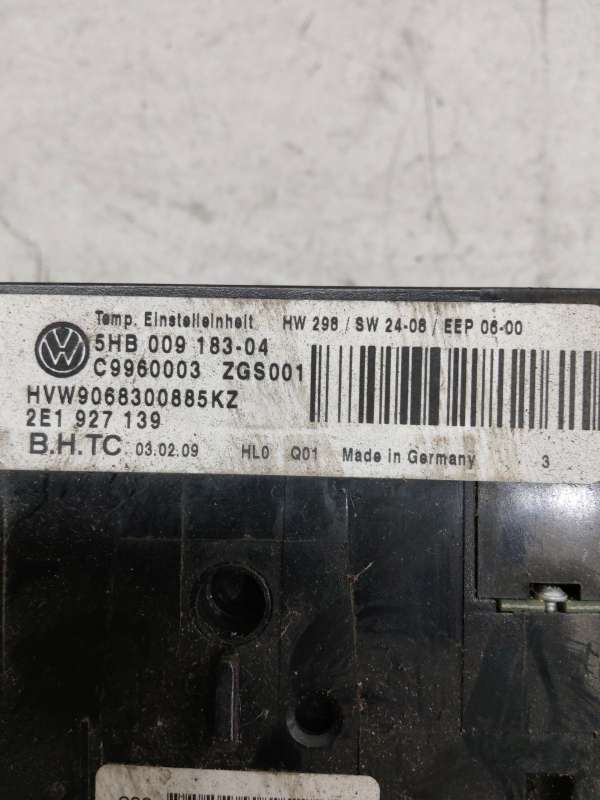 Temp. Einstelleinheit HW 298 / SW 24-08 / EEP 06-00
5HB 009 183-04
C9960003 ZGS001
HVW9068300885KZ
2E1 927 139
B.H.TC 03.02.09 HL0 Q01 Made in Germany 3